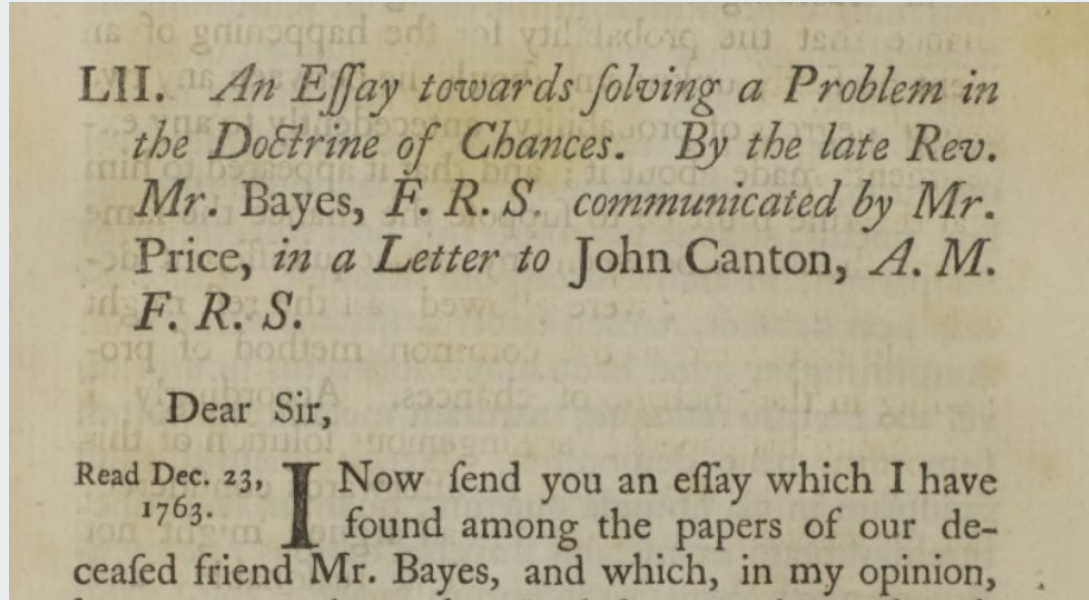 LII. An Eſſay towards ſolving a Problem in
the Doctrine of Chances. By the late Rev.
Mr. Bayes, F. R. S. communicated by Mr.
Price, in a Letter to John Canton, A. M.
F. R. S.
Dear Sir,
Read Dec. 23,
1763.
I Now ſend you an eſſay which I have
found among the papers of our de-
ceaſed friend Mr. Bayes, and which, in my opinion,